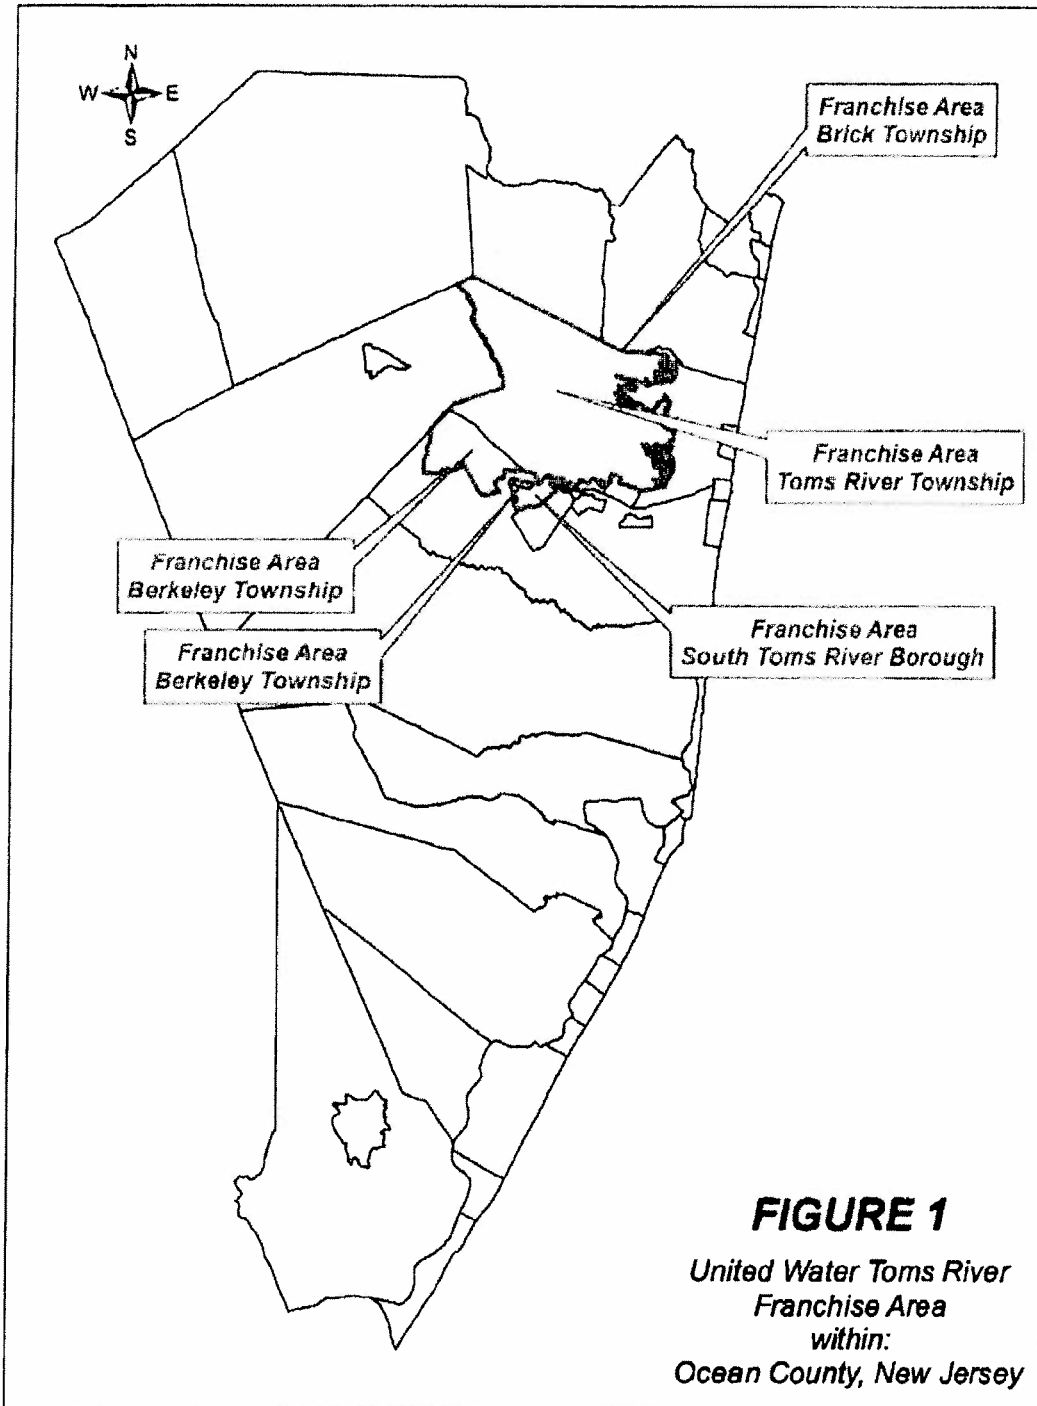 N
W E
S
Franchise Area
Brick Township
Franchise Area
Toms River Township
Franchise Area
Berkeley Township
Franchise Area
South Toms River Borough
Franchise Area
Berkeley Township
FIGURE 1
United Water Toms River
Franchise Area
within:
Ocean County, New Jersey